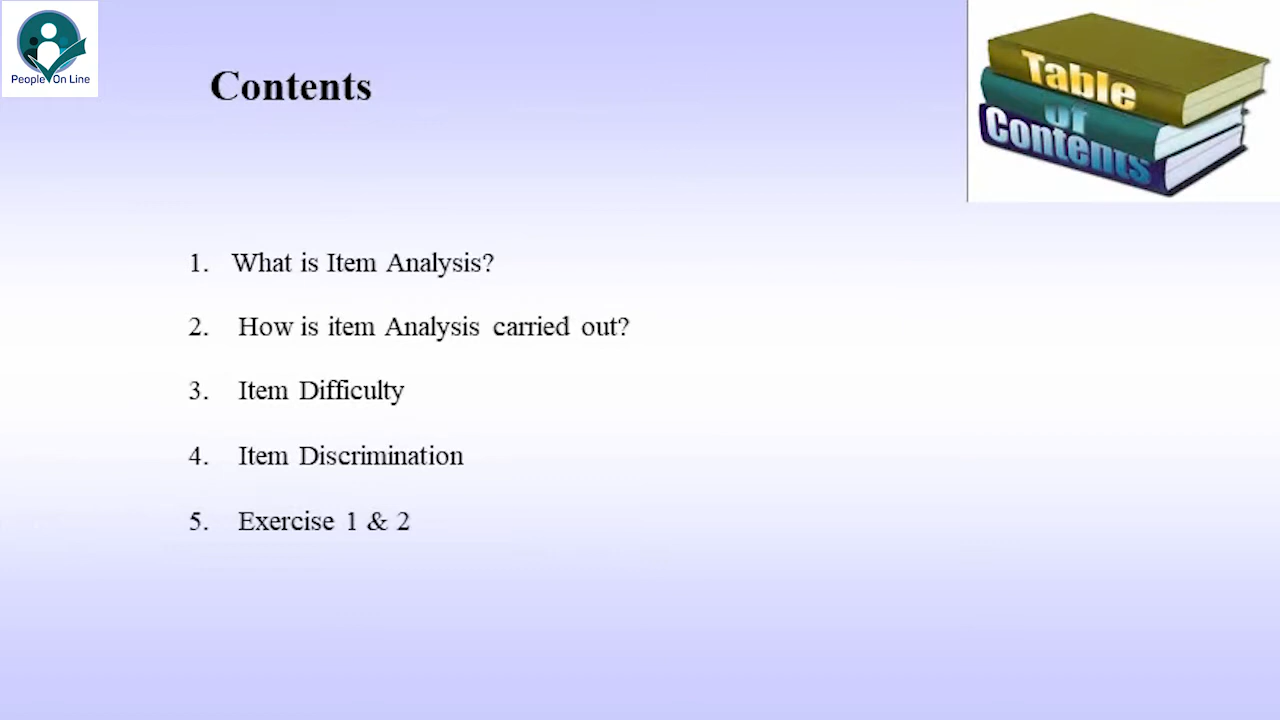 People On Line
Contents
Table
of
Contents
1. What is Item Analysis?
2. How is item Analysis carried out?
3. Item Difficulty
4. Item Discrimination
5. Exercise 1 & 2